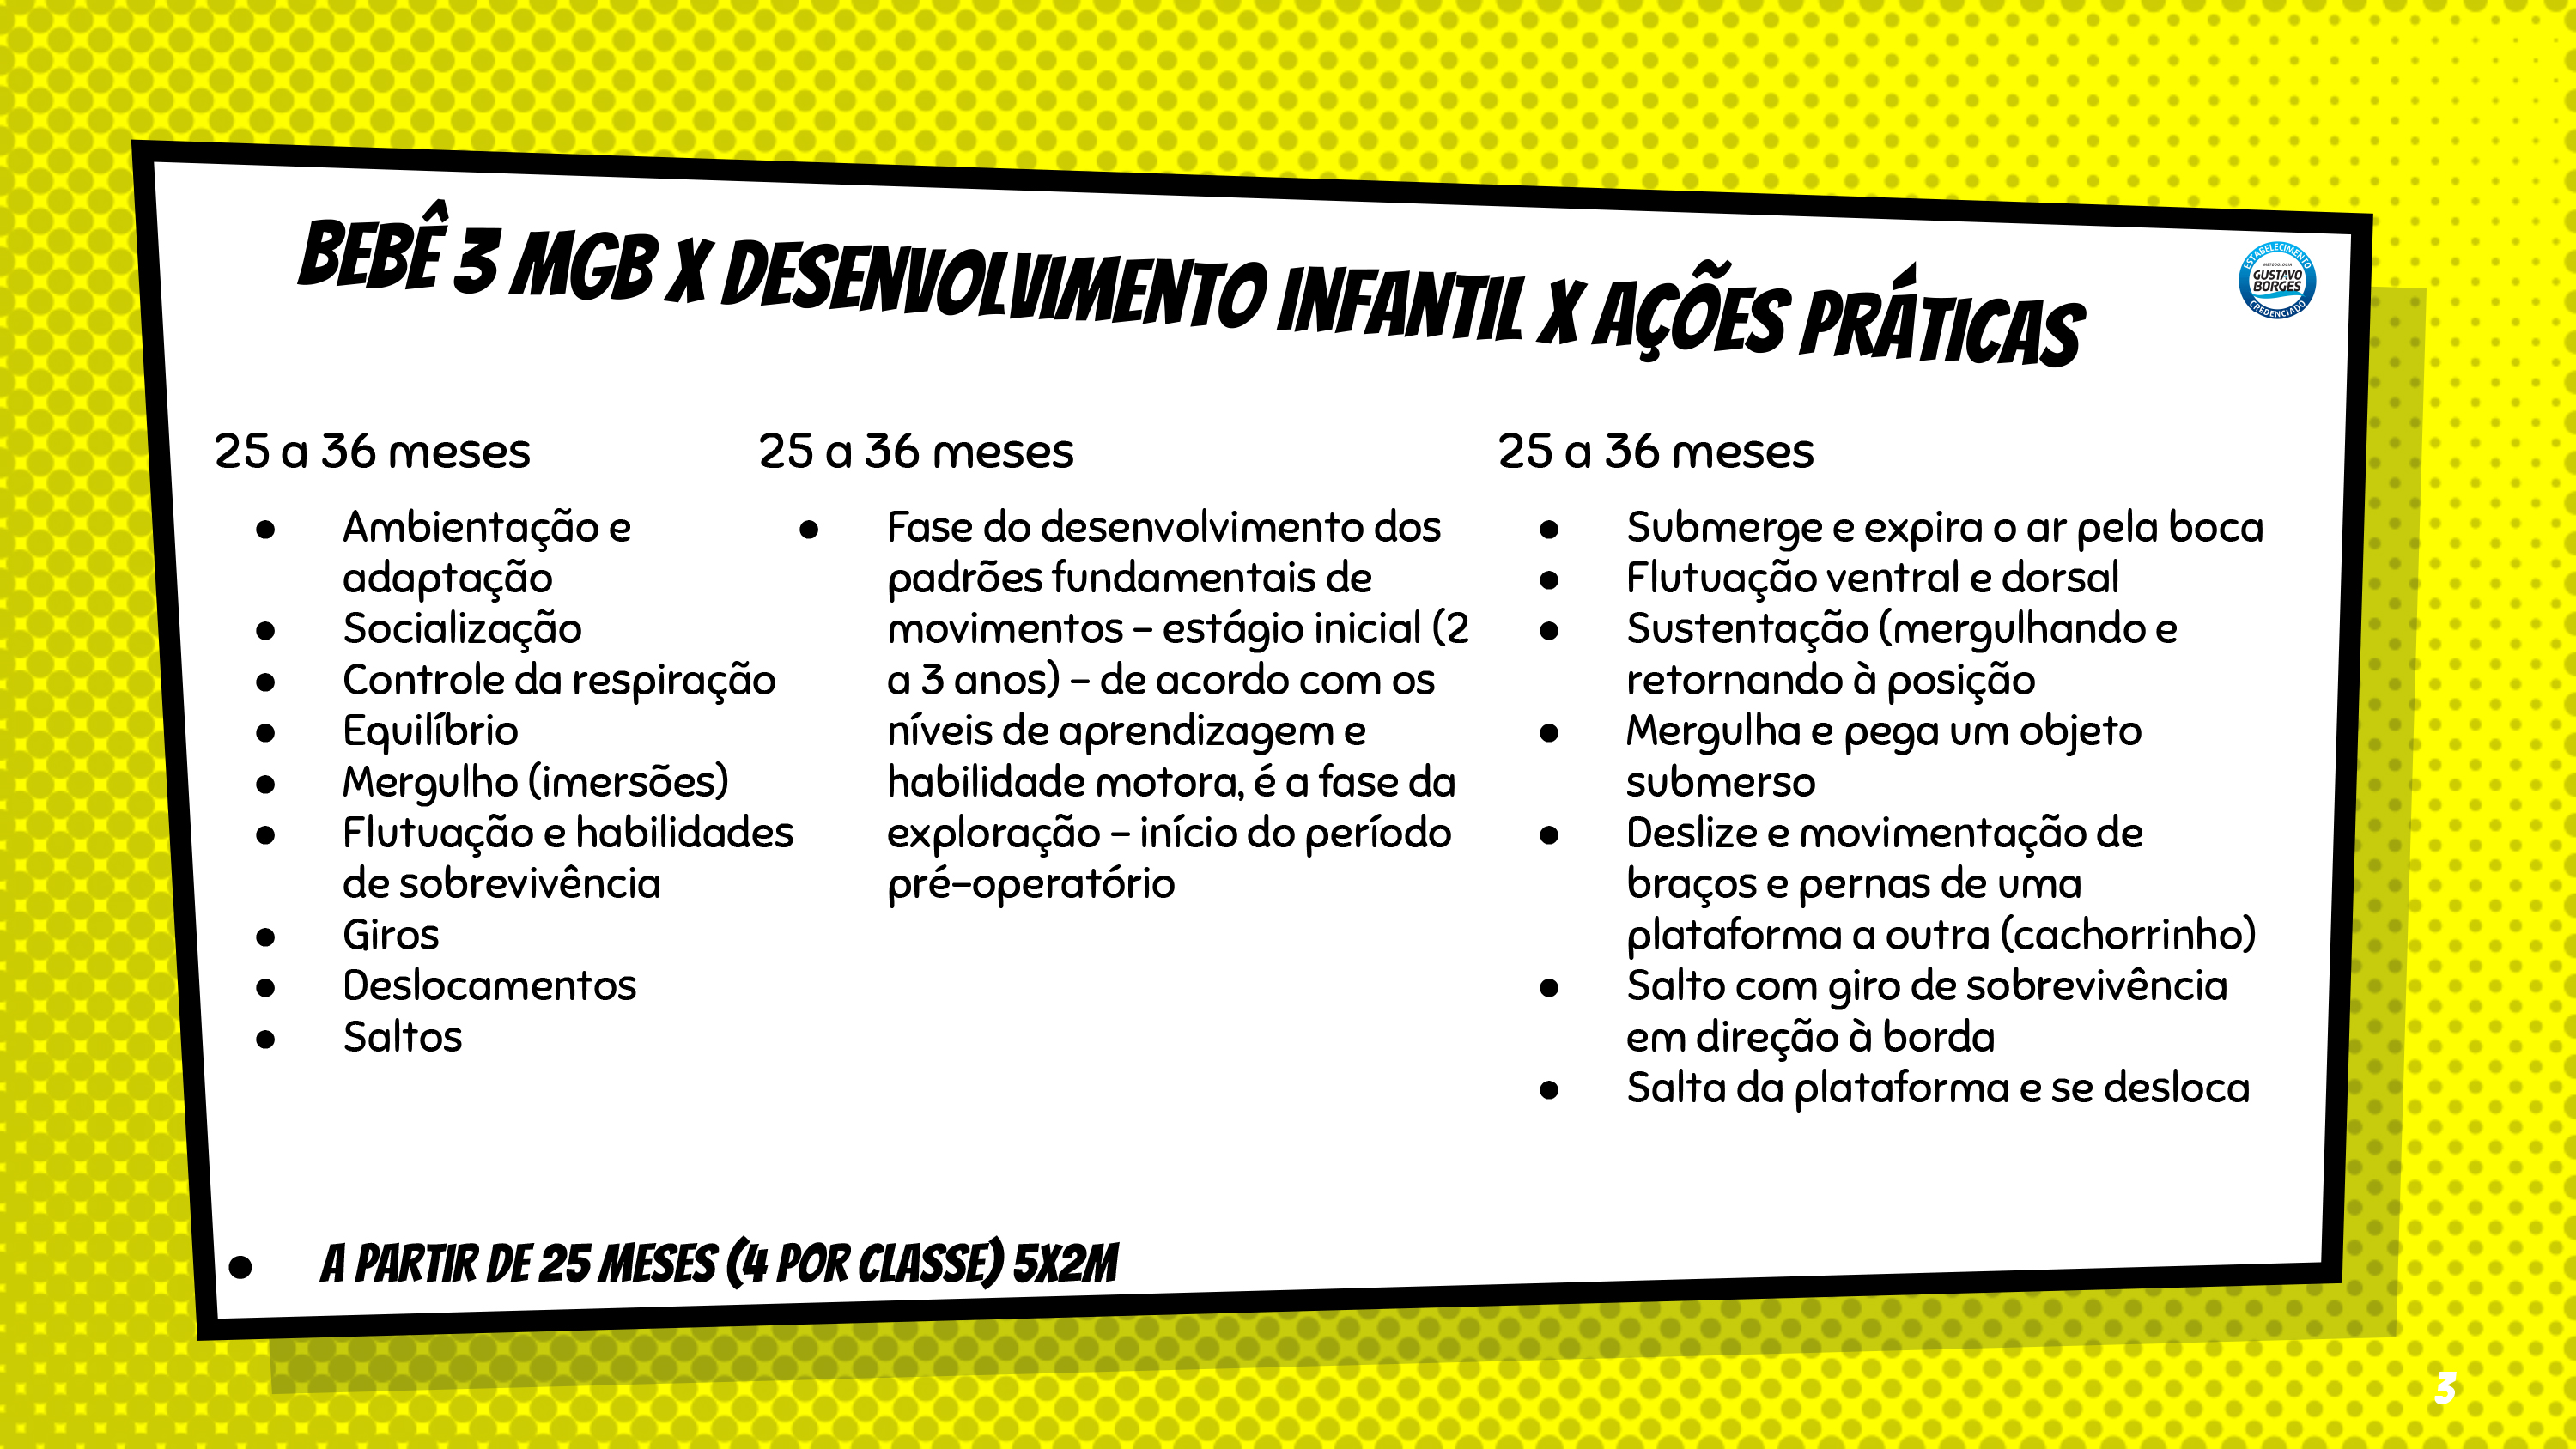 BEBÊ 3 MGB X DESENVOLVIMENTO INFANTIL X AÇÕES PRÁTICAS
ESTABELECIMENTO
METODOLOGIA
GUSTAVO
BORGES
CREDENCIADO
25 a 36 meses
● Ambientação e
adaptação
● Socialização
● Controle da respiração
● Equilíbrio
● Mergulho (imersões)
● Flutuação e habilidades
de sobrevivência
● Giros
● Deslocamentos
● Saltos
25 a 36 meses
● Fase do desenvolvimento dos
padrões fundamentais de
movimentos – estágio inicial (2
a 3 anos) – de acordo com os
níveis de aprendizagem e
habilidade motora, é a fase da
exploração – início do período
pré-operatório
25 a 36 meses
● Submerge e expira o ar pela boca
● Flutuação ventral e dorsal
● Sustentação (mergulhando e
retornando à posição
● Mergulha e pega um objeto
submerso
● Deslize e movimentação de
braços e pernas de uma
plataforma a outra (cachorrinho)
● Salto com giro de sobrevivência
em direção à borda
● Salta da plataforma e se desloca
● A PARTIR DE 25 MESES (4 POR CLASSE) 5X2M
3